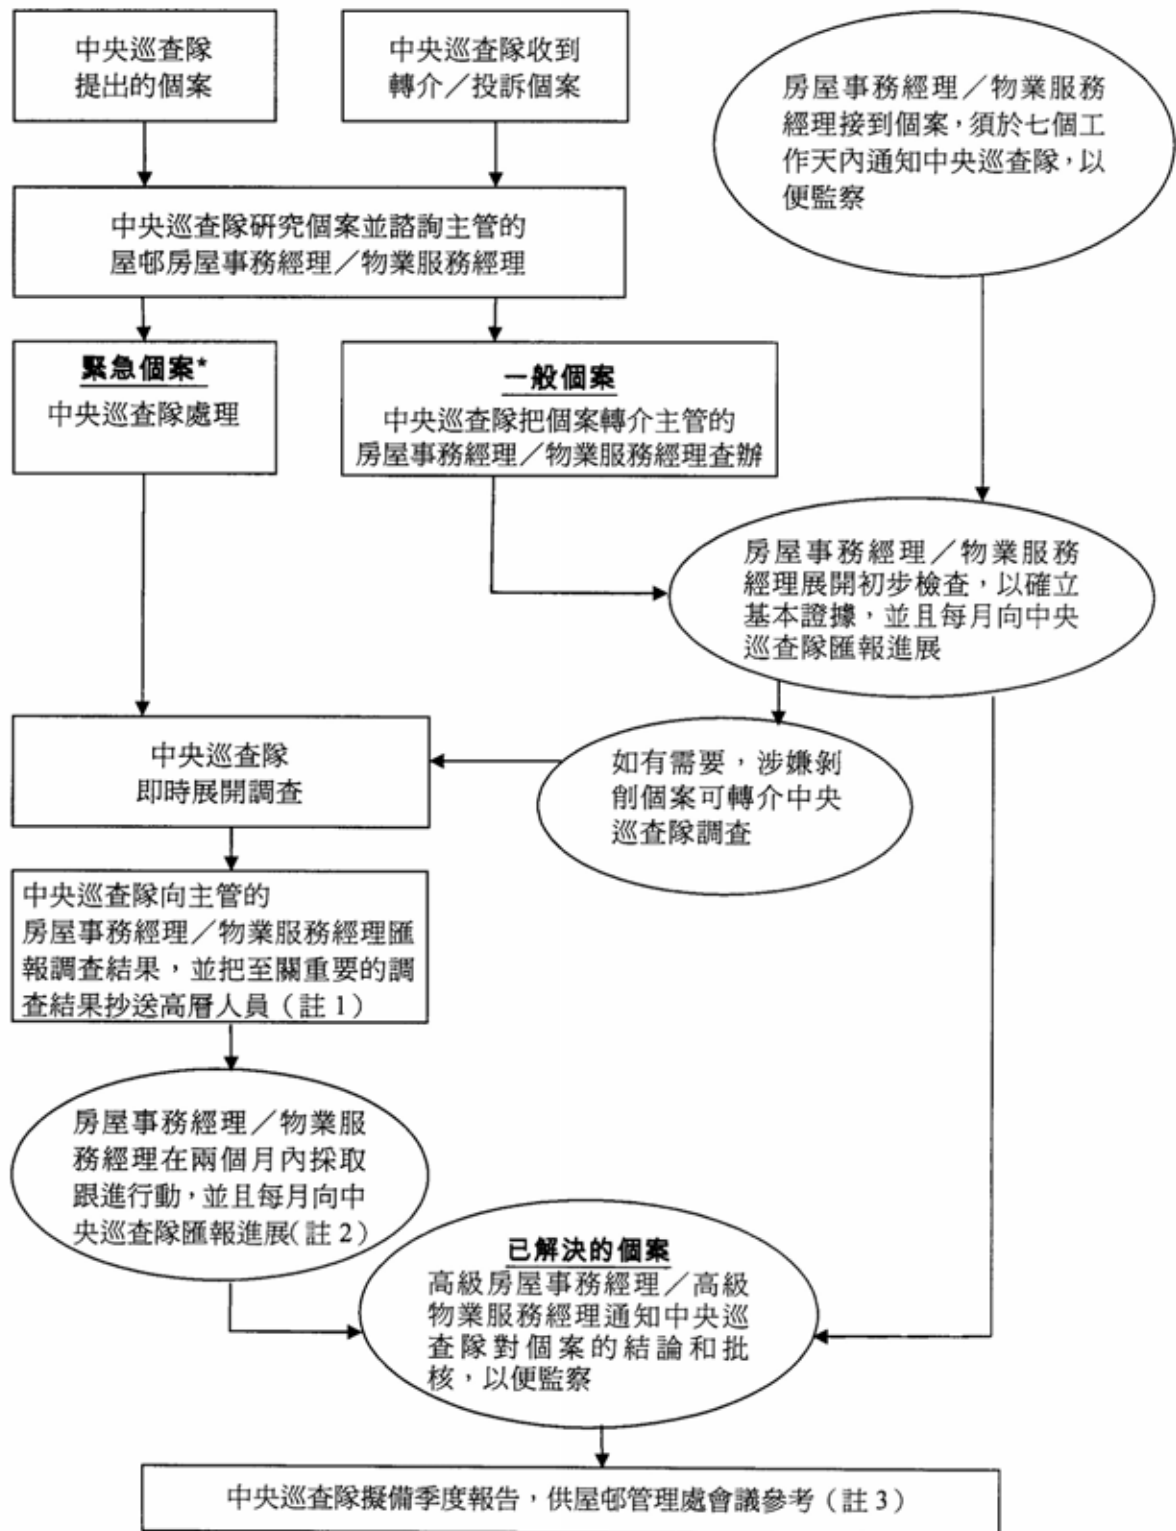 中央巡查隊
提出的個案
中央巡查隊收到
轉介／投訴個案
房屋事務經理／物業服務
經理接到個案，須於七個工
作天內通知中央巡查隊，以
便監察
中央巡查隊研究個案並諮詢主管的
屋邨房屋事務經理／物業服務經理
緊急個案*
中央巡查隊處理
一般個案
中央巡查隊把個案轉介主管的
房屋事務經理／物業服務經理查辦
房屋事務經理／物業服務
經理展開初步檢查，以確立
基本證據，並且每月向中央
巡查隊匯報進展
中央巡查隊
即時展開調查
如有需要，涉嫌剝
削個案可轉介中央
巡查隊調查
中央巡查隊向主管的
房屋事務經理／物業服務經理匯
報調查結果，並把至關重要的調
查結果抄送高層人員（註 1）
房屋事務經理／物業服
務經理在兩個月內採取
跟進行動，並且每月向中
央巡查隊匯報進展（註 2）
已解決的個案
高級房屋事務經理／高級
物業服務經理通知中央巡
查隊對個案的結論和批
核，以便監察
中央巡查隊擬備季度報告，供屋邨管理處會議參考（註 3）